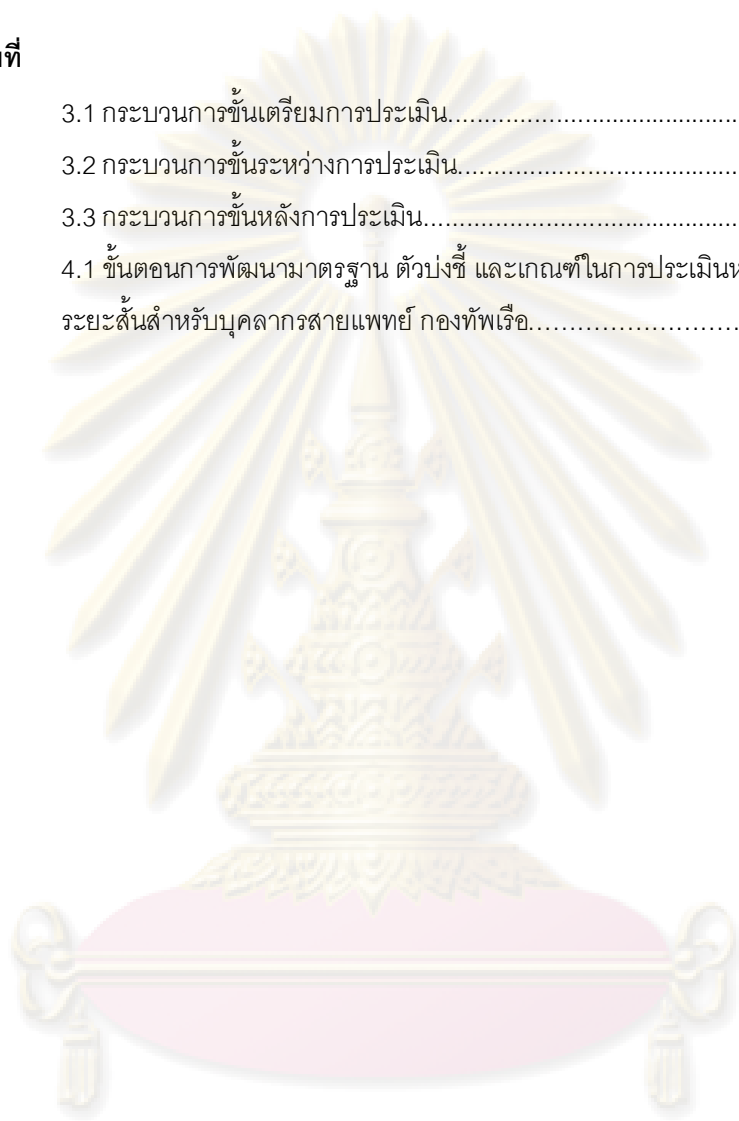 ที่
3.1 กระบวนการขั้นเตรียมการประเมิน............................................
3.2 กระบวนการขั้นระหว่างการประเมิน...........................................
3.3 กระบวนการขั้นหลังการประเมิน...............................................
4.1 ขั้นตอนการพัฒนามาตรฐาน ตัวบ่งชี้ และเกณฑ์ในการประเมินห
ระยะสั้นสำหรับบุคลากรสายแพทย์ กองทัพเรือ..............................